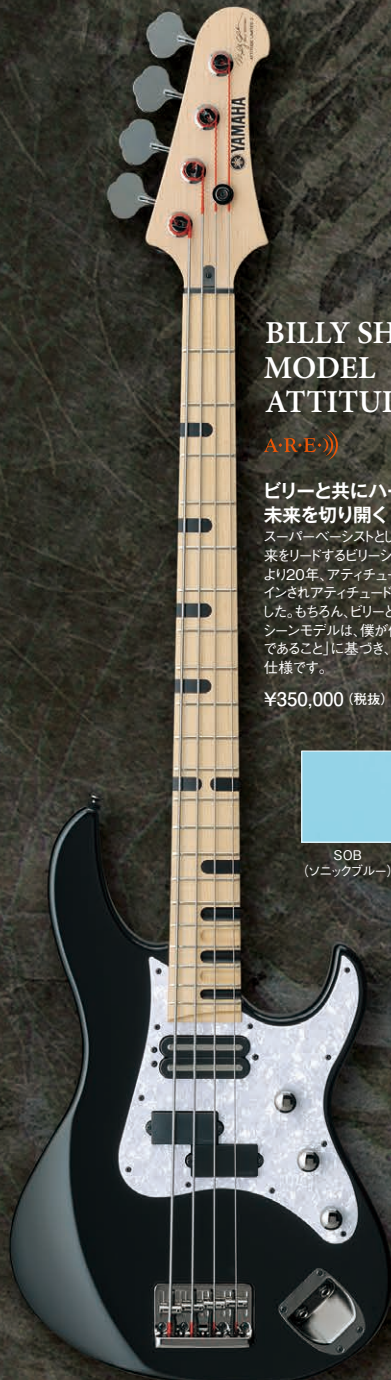 YAMAHA
BILLY SH
MODEL
ATTITU
A·R·E·
ビリーと共にハー
未来を切り開く
スーパーベーシストとし
来をリードするビリーシ
より20年、アティチュー
インされアティチュード
した。もちろん、ビリーと
シーンモデルは、僕が
であること」に基づき、
仕様です。
¥350,000 (税抜)
SOB
(ソニックブルー)